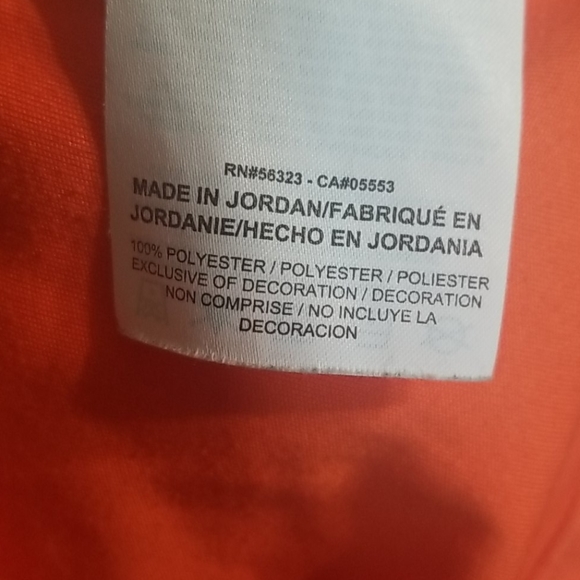 RN#56323 - CA#05553
MADE IN JORDAN/FABRIQUÉ EN
JORDANIE/HECHO EN JORDANIA
100% POLYESTER / POLYESTER / POLIESTER
EXCLUSIVE OF DECORATION / DECORATION
NON COMPRISE / NO INCLUYE LA
DECORACION